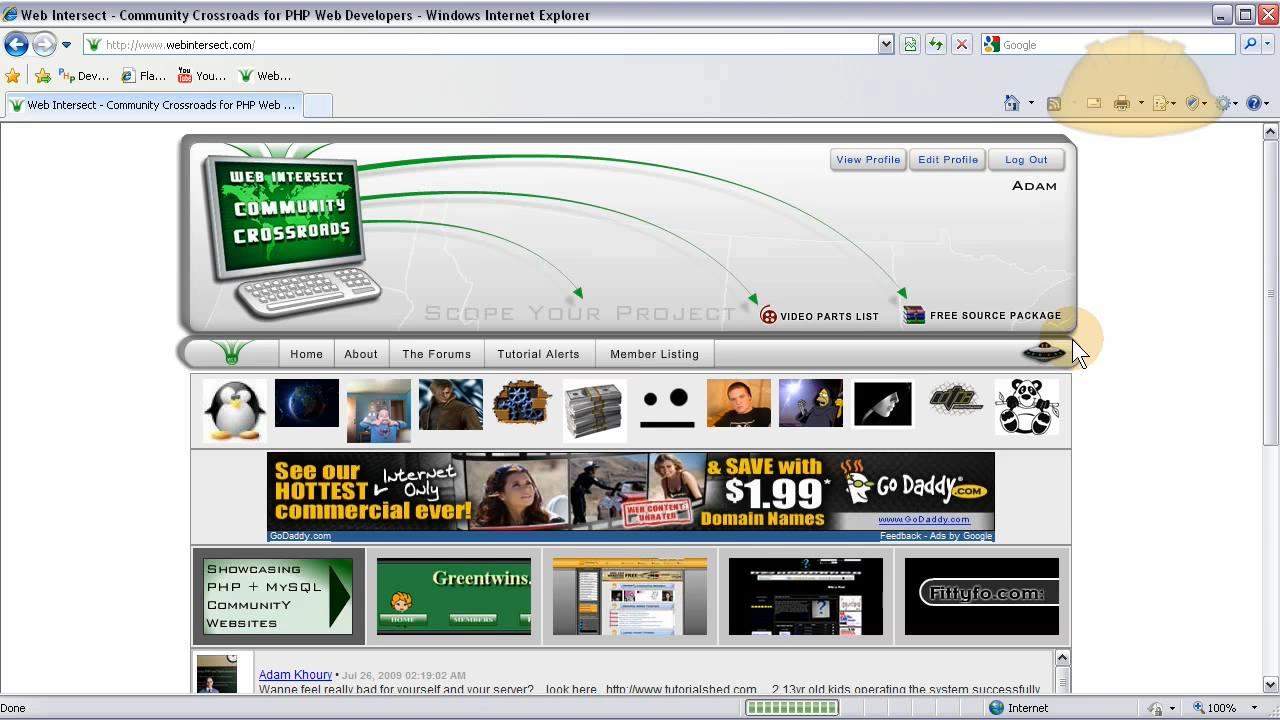 Web Intersect - Community Crossroads for PHP Web Developers - Windows Internet Explorer
http://www.webintersect.com/
Google
PHP Dev...
Fla...
You...
Web...
Web Intersect - Community Crossroads for PHP Web ...
View Profile
Edit Profile
Log Out
Adam
WEB INTERSECT
COMMUNITY
CROSSROADS
Scope Your Project
VIDEO PARTS LIST
FREE SOURCE PACKAGE
WEB
Home
About
The Forums
Tutorial Alerts
Member Listing
See our
HOTTEST
Internet Only
commercial ever!
WEB CONTENT:
UNRATED
& SAVE with
$1.99*
Domain Names
Go Daddy.com
www.GoDaddy.com
GoDaddy.com
Feedback - Ads by Google
Showcasing
PHP + MySQL
Community
Websites
Greentwins.
HOME
MEMBERS
Fiffyfo.com:
Adam Khoury • Jul 26, 2009 02:19:02 AM
Wanne feel really bad for yourself and your server? look here http://www.tutorialshed.com 2 13yr old kids operating the system successfully
Done
Internet
100%